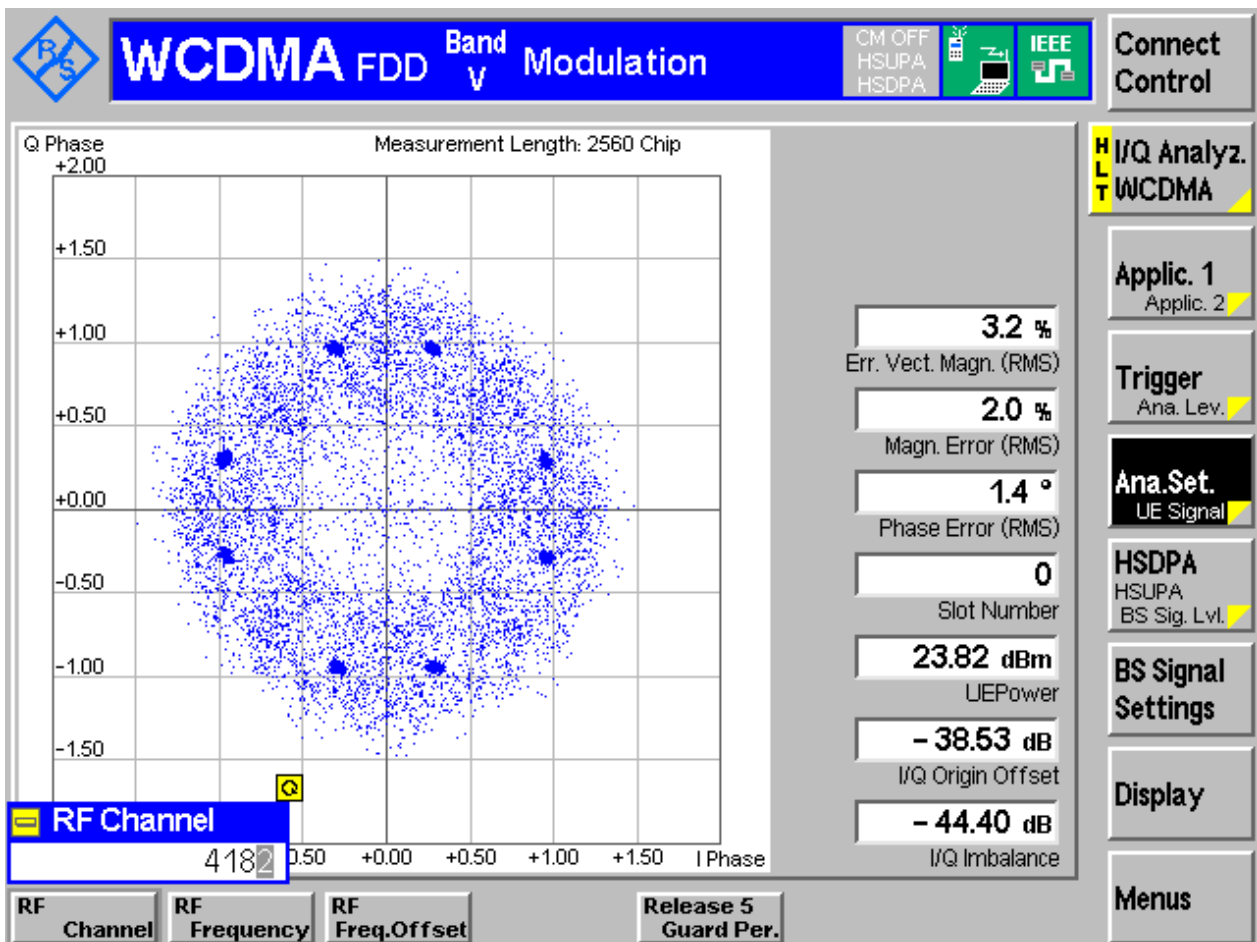 R/S
WCDMA FDD Band V Modulation
CM OFF
HSUPA
HSDPA
IEEE
Connect
Control
Q Phase
Measurement Length: 2560 Chip
+2.00
+1.50
+1.00
+0.50
+0.00
-0.50
-1.00
-1.50
Q
RF Channel
4182
0.50 +0.00 +0.50 +1.00 +1.50 I Phase
3.2 %
Err. Vect. Magn. (RMS)
2.0 %
Magn. Error (RMS)
1.4 °
Phase Error (RMS)
0
Slot Number
23.82 dBm
UEPower
- 38.53 dB
I/Q Origin Offset
- 44.40 dB
I/Q Imbalance
HLT
I/Q Analyz.
WCDMA
Applic. 1
Applic. 2
Trigger
Ana. Lev.
Ana.Set.
UE Signal
HSDPA
HSUPA
BS Sig. Lvl.
BS Signal
Settings
Display
Menus
RF
Channel
RF
Frequency
RF
Freq.Offset
Release 5
Guard Per.